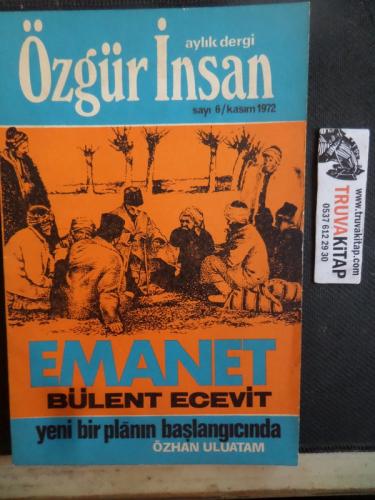 aylık dergi
Özgür İnsan
sayı 6/kasım 1972
EMANET
BÜLENT ECEVİT
yeni bir plânın başlangıcında
ÖZHAN ULUATAM
www.truvakitap.com
TRUVAKİTAP
0537 612 29 30